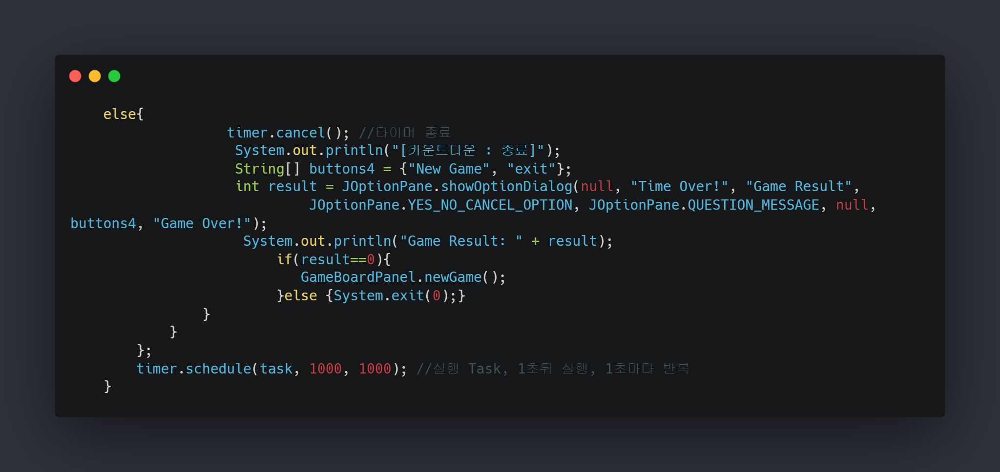 else{
timer.cancel(); //타이머 종료
System.out.println("[카운트다운 : 종료]");
String[] buttons4 = {"New Game", "exit"};
int result = JOptionPane.showOptionDialog(null, "Time Over!", "Game Result",
JOptionPane.YES_NO_CANCEL_OPTION, JOptionPane.QUESTION_MESSAGE, null,
buttons4, "Game Over!");
System.out.println("Game Result: " + result);
if(result==0){
GameBoardPanel.newGame();
}else {System.exit(0);}
}
}
};
timer.schedule(task, 1000, 1000); //실행 Task, 1초뒤 실행, 1초마다 반복
}